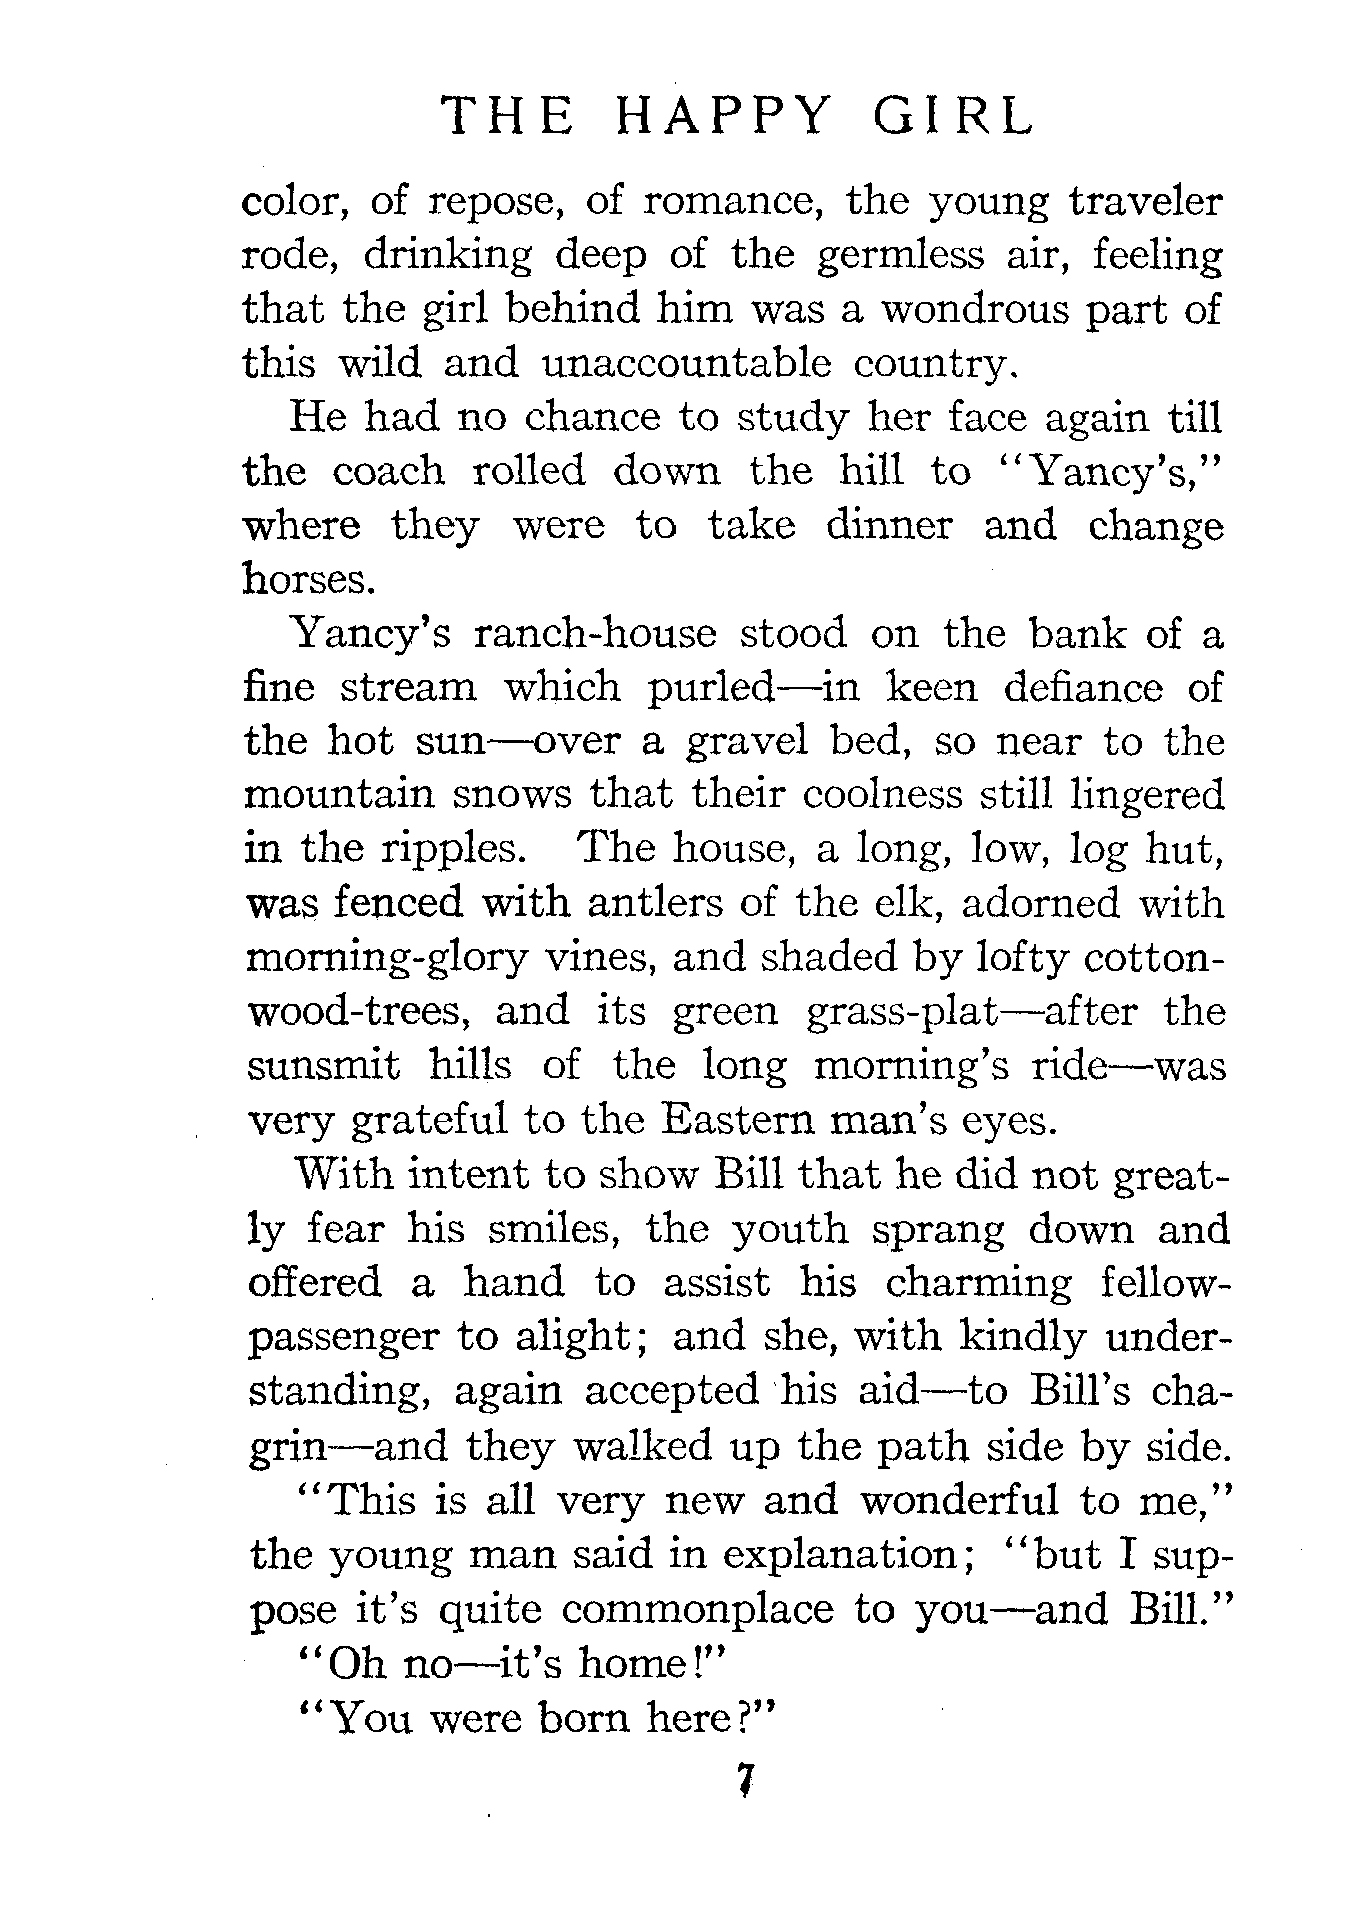 THE HAPPY GIRL
color, of repose, of romance, the young traveler
rode, drinking deep of the germless air, feeling
that the girl behind him was a wondrous part of
this wild and unaccountable country.
He had no chance to study her face again till
the coach rolled down the hill to “Yancy’s,”
where they were to take dinner and change
horses.
Yancy’s ranch-house stood on the bank of a
fine stream which purled—in keen defiance of
the hot sun—over a gravel bed, so near to the
mountain snows that their coolness still lingered
in the ripples. The house, a long, low, log hut,
was fenced with antlers of the elk, adorned with
morning-glory vines, and shaded by lofty cotton-
wood-trees, and its green grass-plat—after the
sunsmit hills of the long morning’s ride—was
very grateful to the Eastern man’s eyes.
With intent to show Bill that he did not great-
ly fear his smiles, the youth sprang down and
offered a hand to assist his charming fellow-
passenger to alight; and she, with kindly under-
standing, again accepted his aid—to Bill’s cha-
grin—and they walked up the path side by side.
“This is all very new and wonderful to me,”
the young man said in explanation; “but I sup-
pose it’s quite commonplace to you—and Bill.”
“Oh no—it’s home!”
“You were born here?”
7